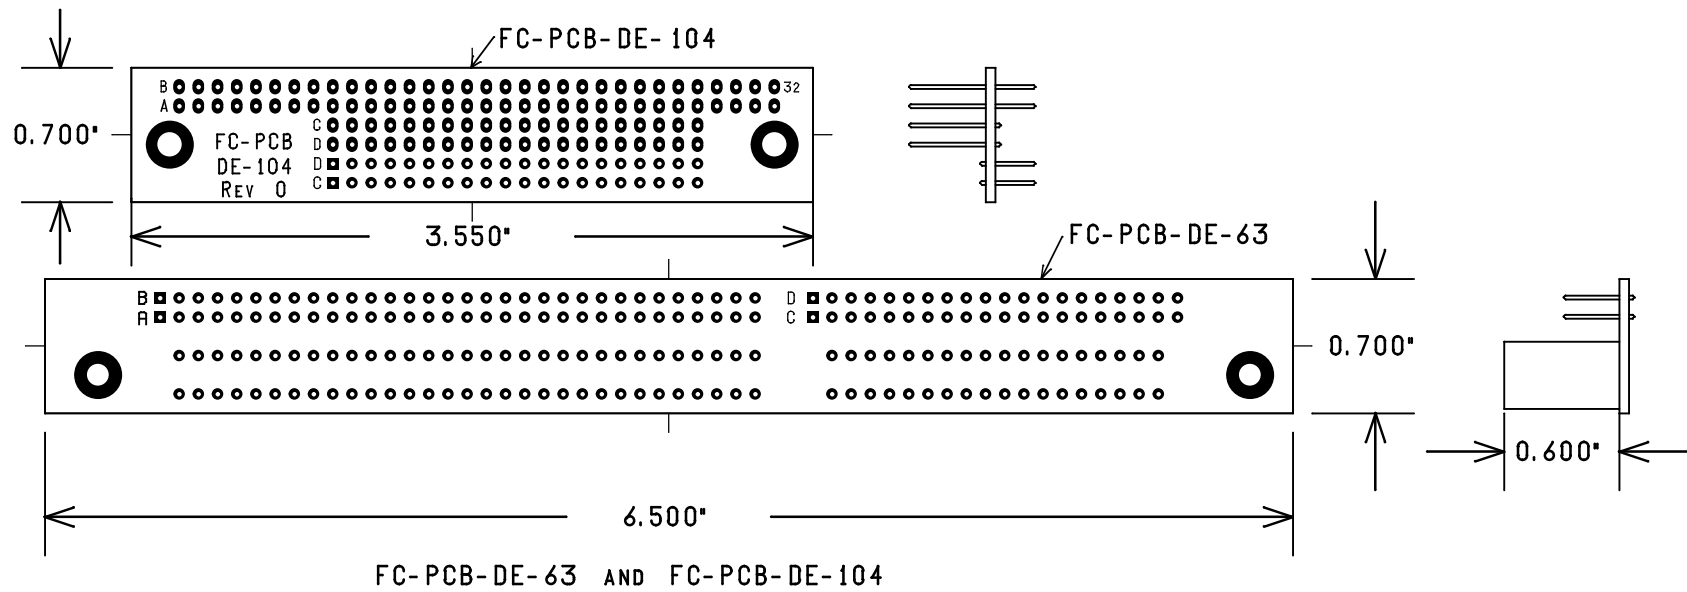 FC-PCB-DE-104
B 32
A
0.700"
C
FC-PCB
D
DE-104
D
REV 0
C
3.550"
FC-PCB-DE-63
B D
A C
0.700"
0.600"
6.500"
FC-PCB-DE-63 AND FC-PCB-DE-104